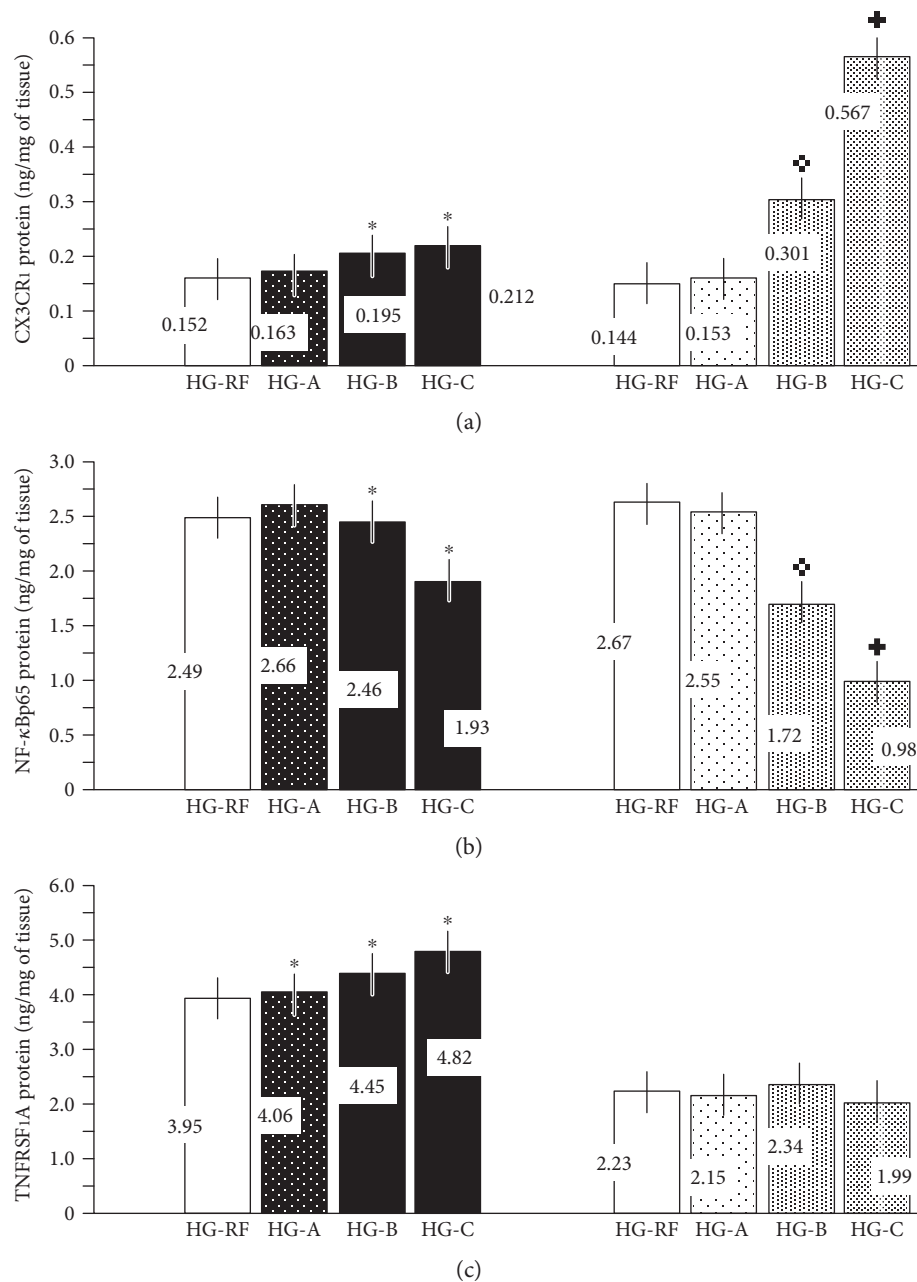 CX3CR1 protein (ng/mg of tissue)
0.6
0.5
0.4
0.3
0.2
0.1
0
* *
0.152 0.163 0.195 0.212 0.144 0.153 0.301 0.567
HG-RF HG-A HG-B HG-C HG-RF HG-A HG-B HG-C
(a)
NF-κBp65 protein (ng/mg of tissue)
3.0
2.5
2.0
1.5
1.0
0.5
0
* *
2.49 2.66 2.46 1.93 2.67 2.55 1.72 0.98
HG-RF HG-A HG-B HG-C HG-RF HG-A HG-B HG-C
(b)
TNFRSF1A protein (ng/mg of tissue)
6.0
5.0
4.0
3.0
2.0
1.0
0
* * *
3.95 4.06 4.45 4.82 2.23 2.15 2.34 1.99
HG-RF HG-A HG-B HG-C HG-RF HG-A HG-B HG-C
(c)